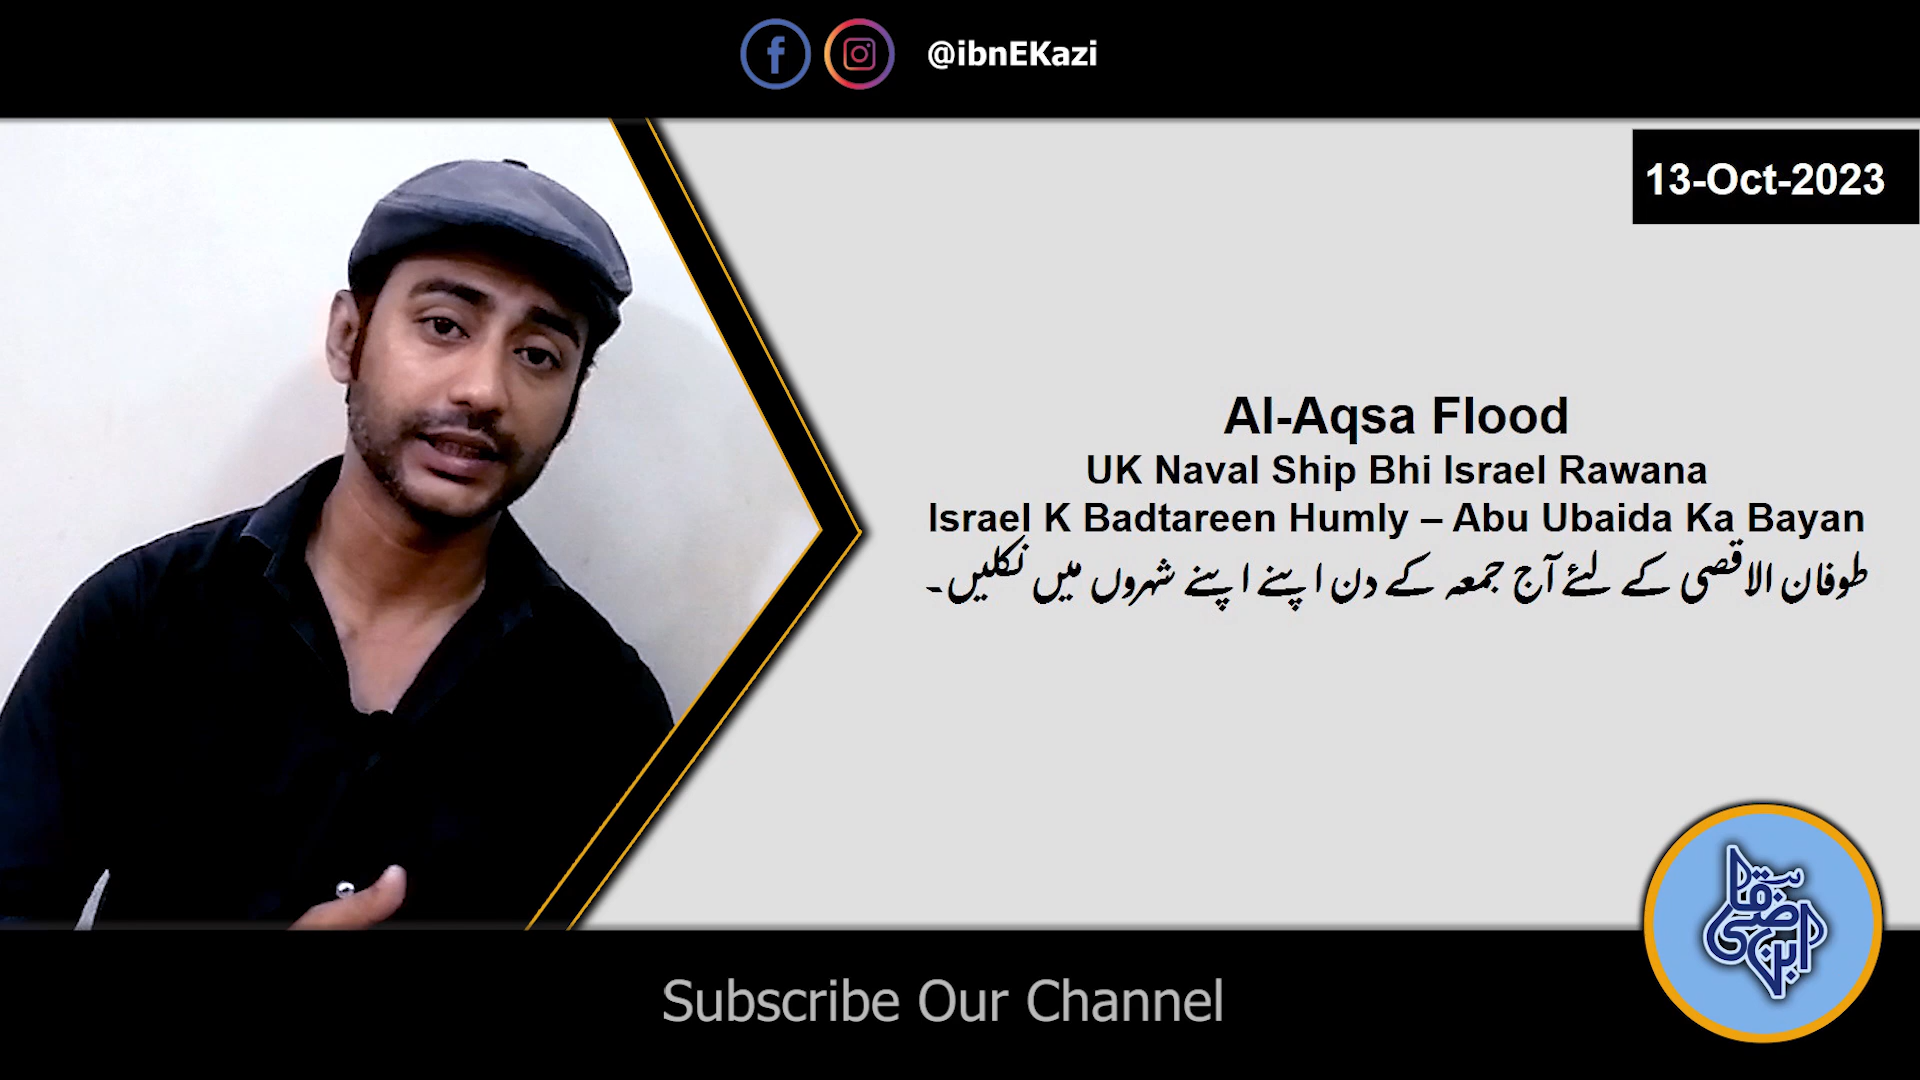 @ibnEKazi
13-Oct-2023
Al-Aqsa Flood
UK Naval Ship Bhi Israel Rawana
Israel K Badtareen Humly – Abu Ubaida Ka Bayan
طوفان الاقصی کے لئے آج جمعہ کے دن اپنے اپنے شہروں میں نکلیں۔
Subscribe Our Channel